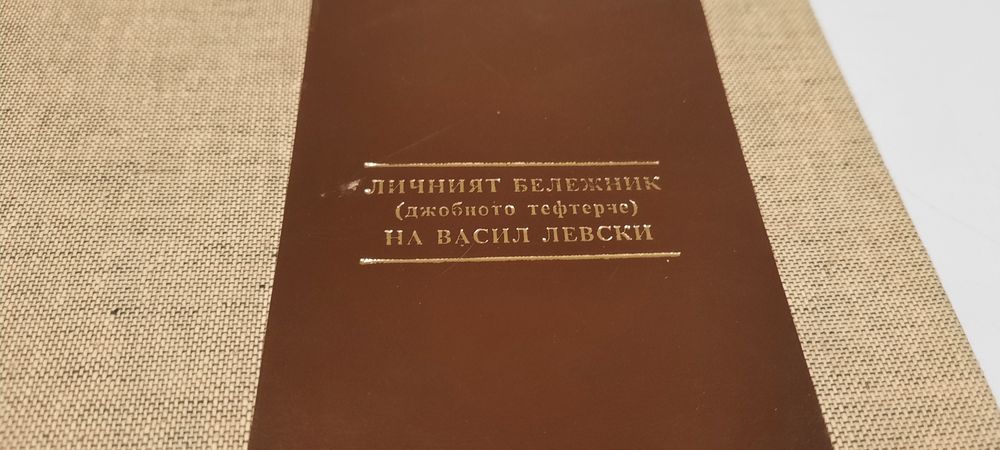 ЛИЧНИЯТ БЕЛЕЖНИК
(джобното тефтерче)
НА ВАСИЛ ЛЕВСКИ